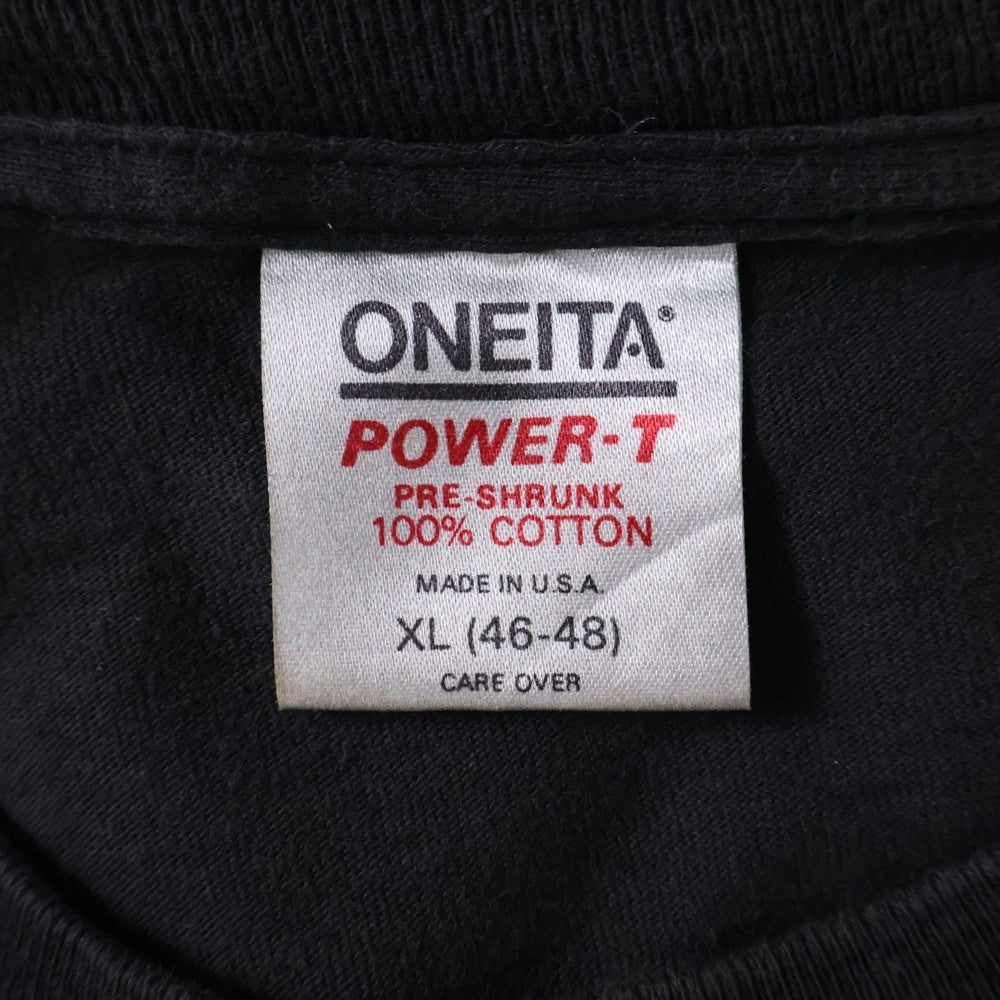 ONEITA®
POWER-T
PRE-SHRUNK
100% COTTON
MADE IN U.S.A.
XL (46-48)
CARE OVER